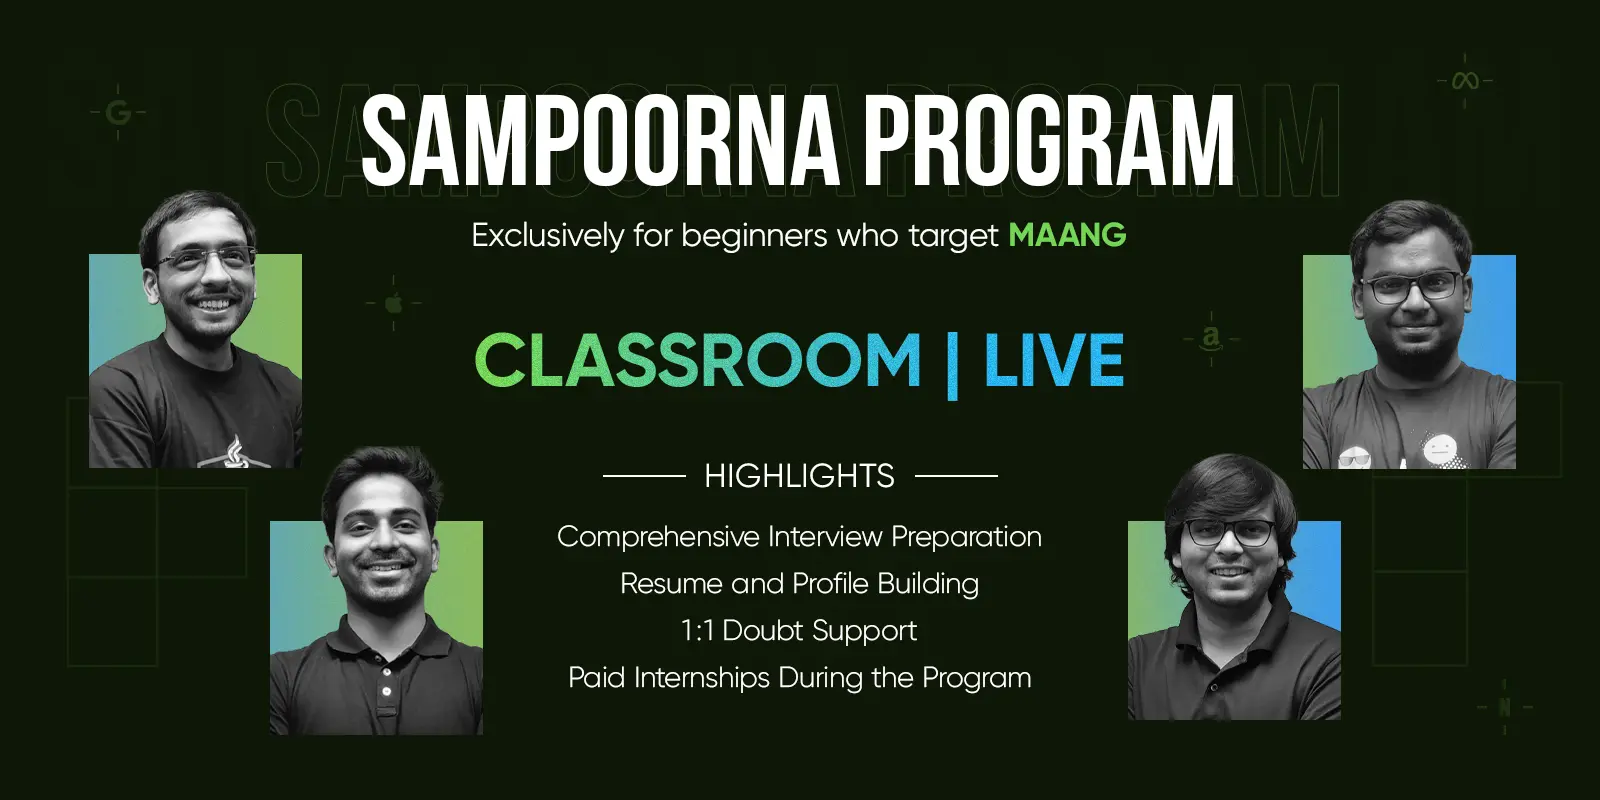 SAMPOORNA PROGRAM
Exclusively for beginners who target MAANG
CLASSROOM | LIVE
HIGHLIGHTS
Comprehensive Interview Preparation
Resume and Profile Building
1:1 Doubt Support
Paid Internships During the Program